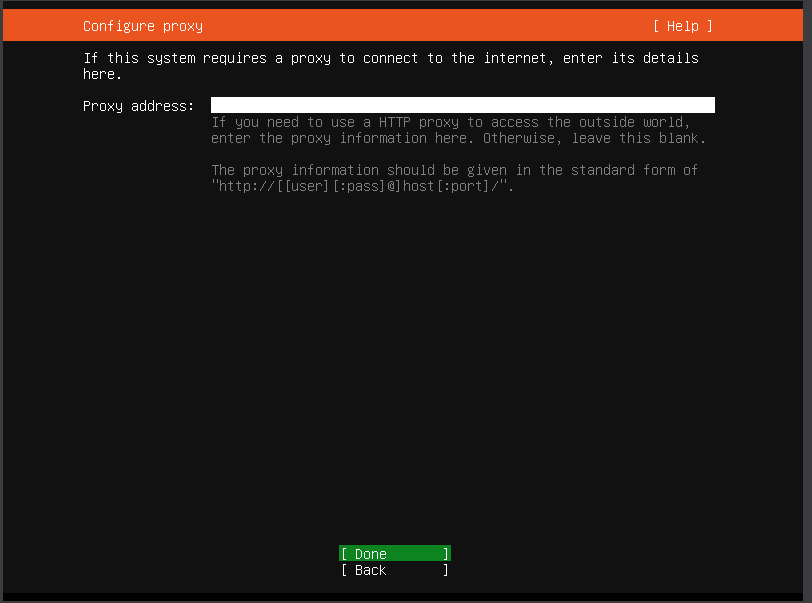 Configure proxy [ Help ]
If this system requires a proxy to connect to the internet, enter its details
here.
Proxy address:
If you need to use a HTTP proxy to access the outside world,
enter the proxy information here. Otherwise, leave this blank.
The proxy information should be given in the standard form of
"http://[[user][:pass]@]host[:port]/".
[ Done ]
[ Back ]